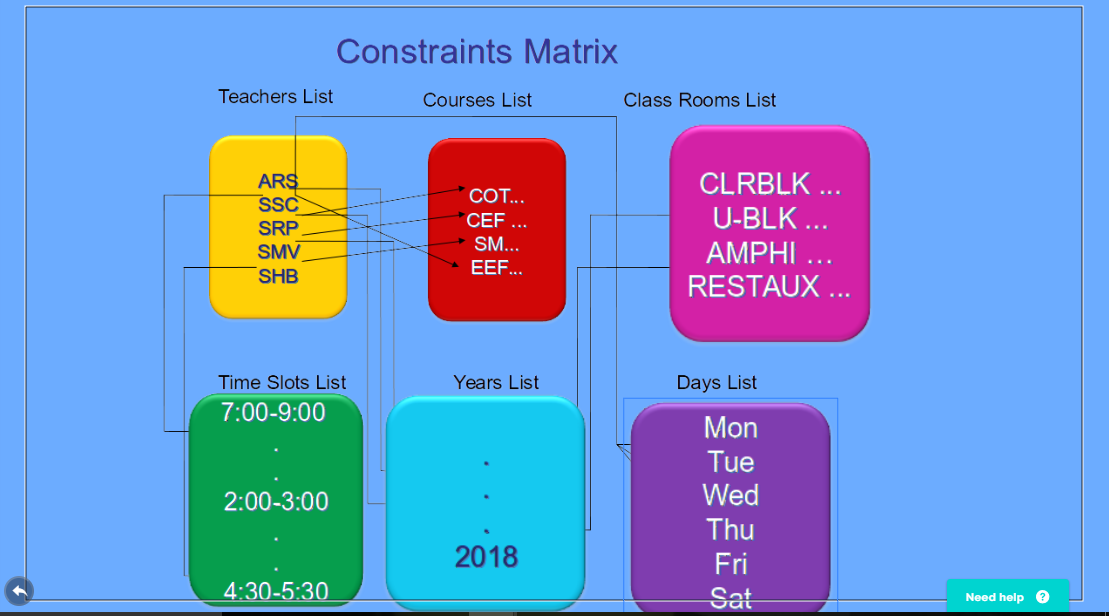 Constraints Matrix
Teachers List
Courses List
Class Rooms List
ARS
SSC
SRP
SMV
SHB
COT...
CEF ...
SM...
EEF...
CLRBLK ...
U-BLK ...
AMPHI ...
RESTAUX ...
Time Slots List
Years List
Days List
7:00-9:00
.
.
2:00-3:00
.
.
4:30-5:30
.
.
.
2018
Mon
Tue
Wed
Thu
Fri
Sat
Need help ?